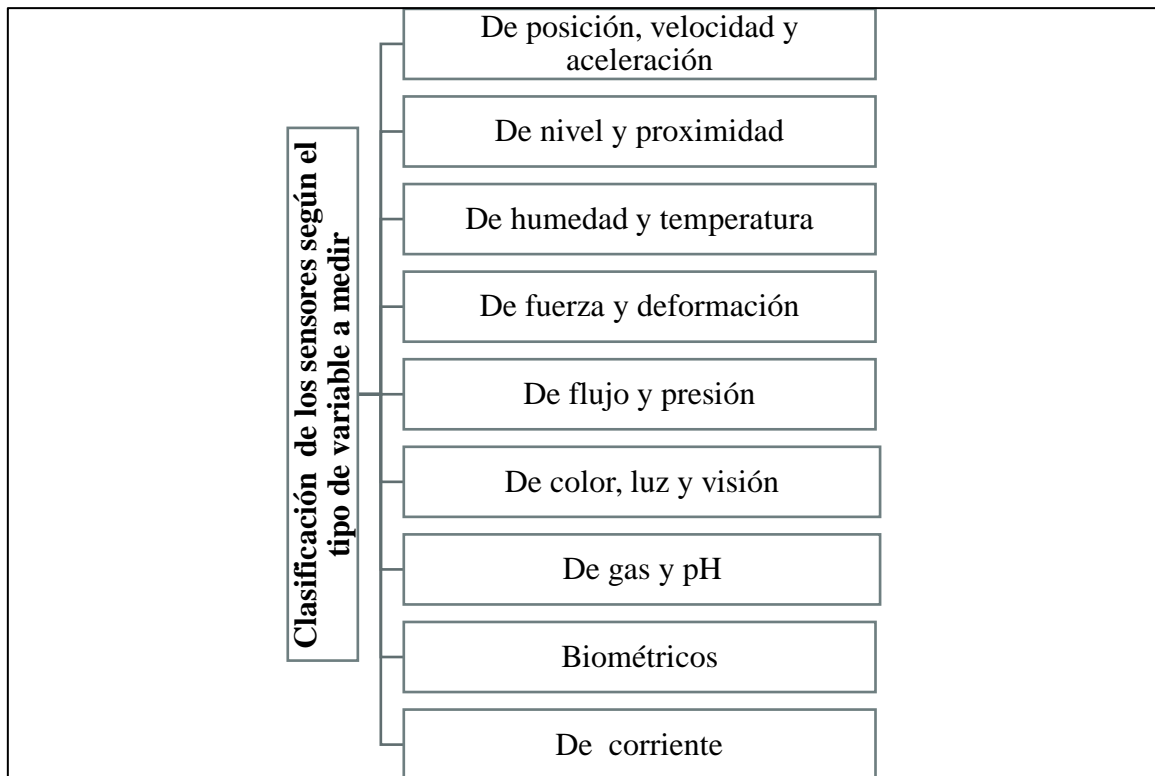 Clasificación de los sensores según el
tipo de variable a medir
De posición, velocidad y
aceleración
De nivel y proximidad
De humedad y temperatura
De fuerza y deformación
De flujo y presión
De color, luz y visión
De gas y pH
Biométricos
De corriente